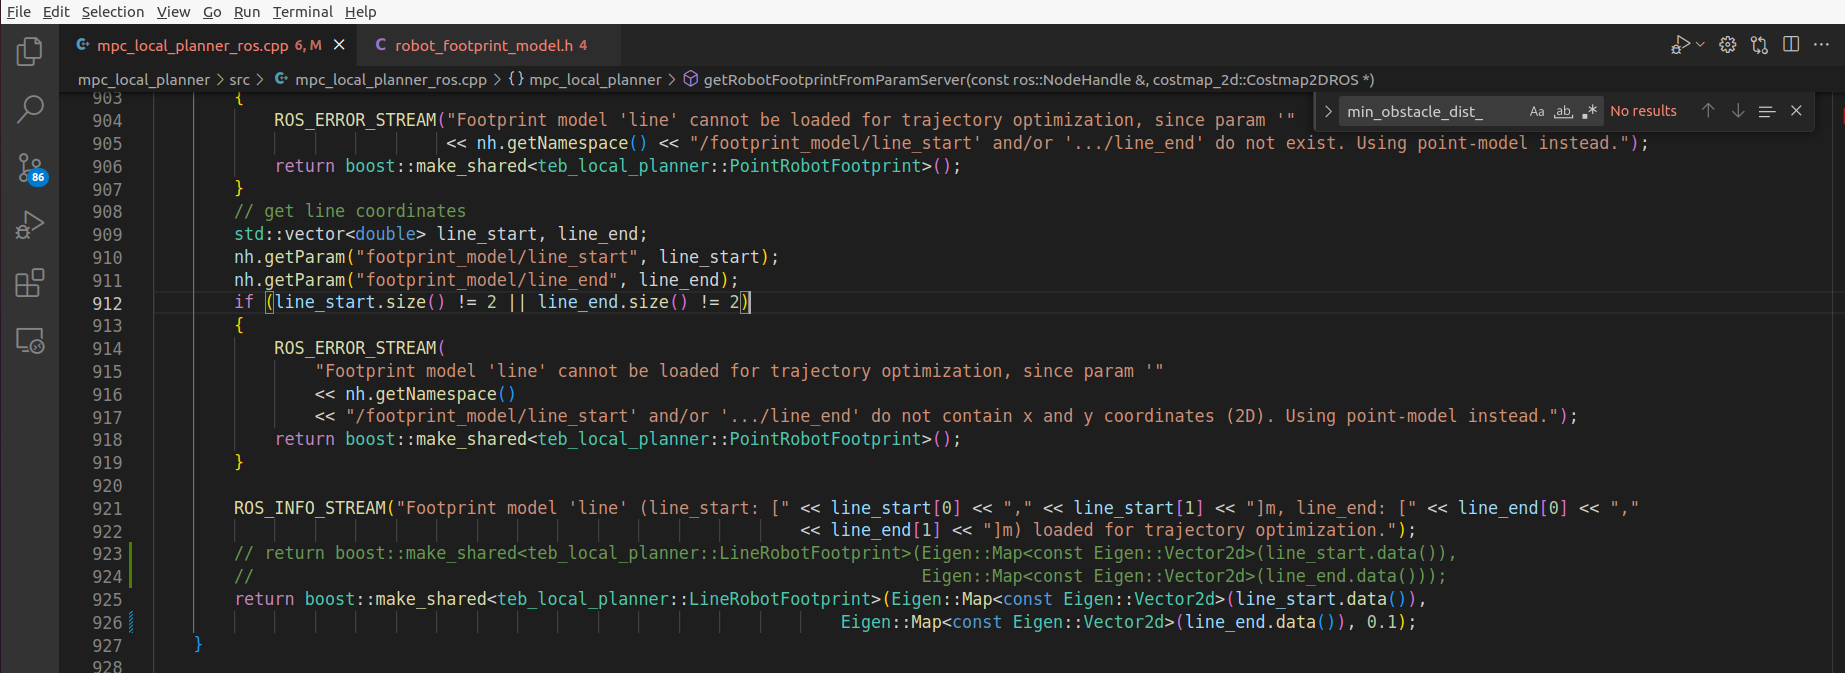 File Edit Selection View Go Run Terminal Help
mpc_local_planner_ros.cpp 6, M
C robot_footprint_model.h 4
mpc_local_planner > src > mpc_local_planner_ros.cpp > {} mpc_local_planner > getRobotFootprintFromParamServer(const ros::NodeHandle &, costmap_2d::Costmap2DROS *)
min_obstacle_dist_ Aa ab .* No results
86
903 {
904 ROS_ERROR_STREAM("Footprint model 'line' cannot be loaded for trajectory optimization, since param '"
905 << nh.getNamespace() << "/footprint_model/line_start' and/or '.../line_end' do not exist. Using point-model instead.");
906 return boost::make_shared<teb_local_planner::PointRobotFootprint>();
907 }
908 // get line coordinates
909 std::vector<double> line_start, line_end;
910 nh.getParam("footprint_model/line_start", line_start);
911 nh.getParam("footprint_model/line_end", line_end);
912 if (line_start.size() != 2 || line_end.size() != 2)
913 {
914 ROS_ERROR_STREAM(
915 "Footprint model 'line' cannot be loaded for trajectory optimization, since param '"
916 << nh.getNamespace()
917 << "/footprint_model/line_start' and/or '.../line_end' do not contain x and y coordinates (2D). Using point-model instead.");
918 return boost::make_shared<teb_local_planner::PointRobotFootprint>();
919 }
920
921 ROS_INFO_STREAM("Footprint model 'line' (line_start: [" << line_start[0] << "," << line_start[1] << "]m, line_end: [" << line_end[0] << ","
922 << line_end[1] << "]m) loaded for trajectory optimization.");
923 // return boost::make_shared<teb_local_planner::LineRobotFootprint>(Eigen::Map<const Eigen::Vector2d>(line_start.data()),
924 // Eigen::Map<const Eigen::Vector2d>(line_end.data()));
925 return boost::make_shared<teb_local_planner::LineRobotFootprint>(Eigen::Map<const Eigen::Vector2d>(line_start.data()),
926 Eigen::Map<const Eigen::Vector2d>(line_end.data()), 0.1);
927 }
928